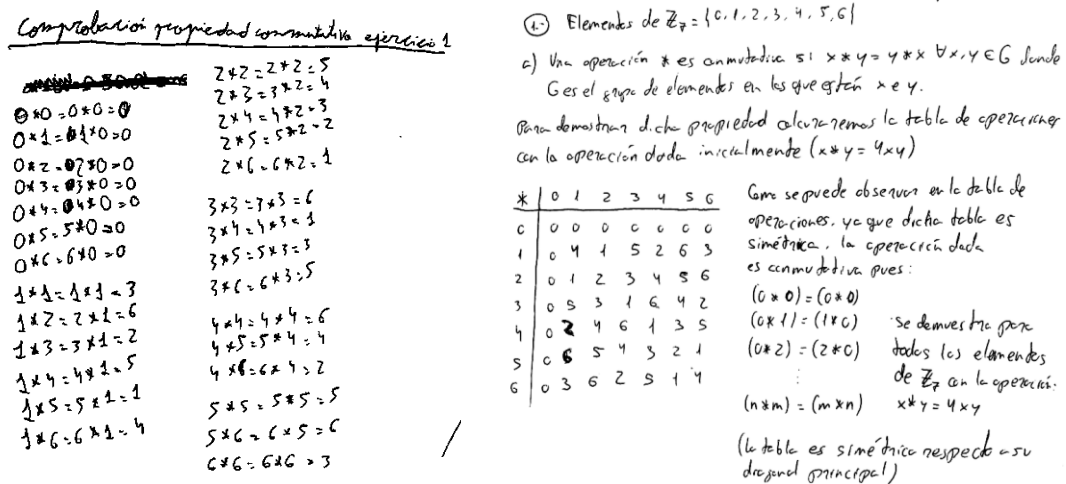 Comprobación propiedad conmutativa ejercicio 1
0*0=0*0=0
0*1=1*0=0
0*2=2*0=0
0*3=3*0=0
0*4=4*0=0
0*5=5*0=0
0*6=6*0=0
1*1=1*1=3
1*2=2*1=6
1*3=3*1=2
1*4=4*1=5
1*5=5*1=1
1*6=6*1=4
2*2=2*2=5
2*3=3*2=4
2*4=4*2=3
2*5=5*2=2
2*6=6*2=1
3*3=3*3=6
3*4=4*3=1
3*5=5*3=3
3*6=6*3=5
4*4=4*4=6
4*5=5*4=4
4*6=6*4=2
5*5=5*5=5
5*6=6*5=6
6*6=6*6=3
1.- Elementos de Z₇={0,1,2,3,4,5,6}
a) Una operación * es conmutativa si x*y=y*x ∀x,y∈G donde
G es el grupo de elementos en los que están x e y.
Para demostrar dicha propiedad calcularemos la tabla de operaciones
con la operación dada inicialmente (x*y=4xy)
* | 0 1 2 3 4 5 6
0 | 0 0 0 0 0 0 0
1 | 0 4 1 5 2 6 3
2 | 0 1 2 3 4 5 6
3 | 0 5 3 1 6 4 2
4 | 0 2 4 6 1 3 5
5 | 0 6 5 4 3 2 1
6 | 0 3 6 2 5 1 4
Como se puede observar en la tabla de
operaciones, ya que dicha tabla es
simétrica, la operación dada
es conmutativa pues:
(0*0)=(0*0)
(0*1)=(1*0)
(0*2)=(2*0)
⋮
(n*m)=(m*n)
se demuestra para
todos los elementos
de Z₇ con la operación:
x*y=4xy
(la tabla es simétrica respecto a su
diagonal principal)